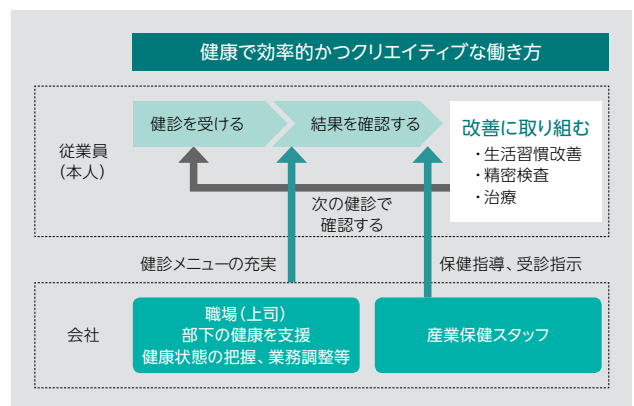 健康で効率的かつクリエイティブな働き方
従業員
(本人)
健診を受ける
結果を確認する
改善に取り組む
・生活習慣改善
・精密検査
・治療
次の健診で
確認する
健診メニューの充実
保健指導、受診指示
会社
職場(上司)
部下の健康を支援
健康状態の把握、業務調整等
産業保健スタッフ